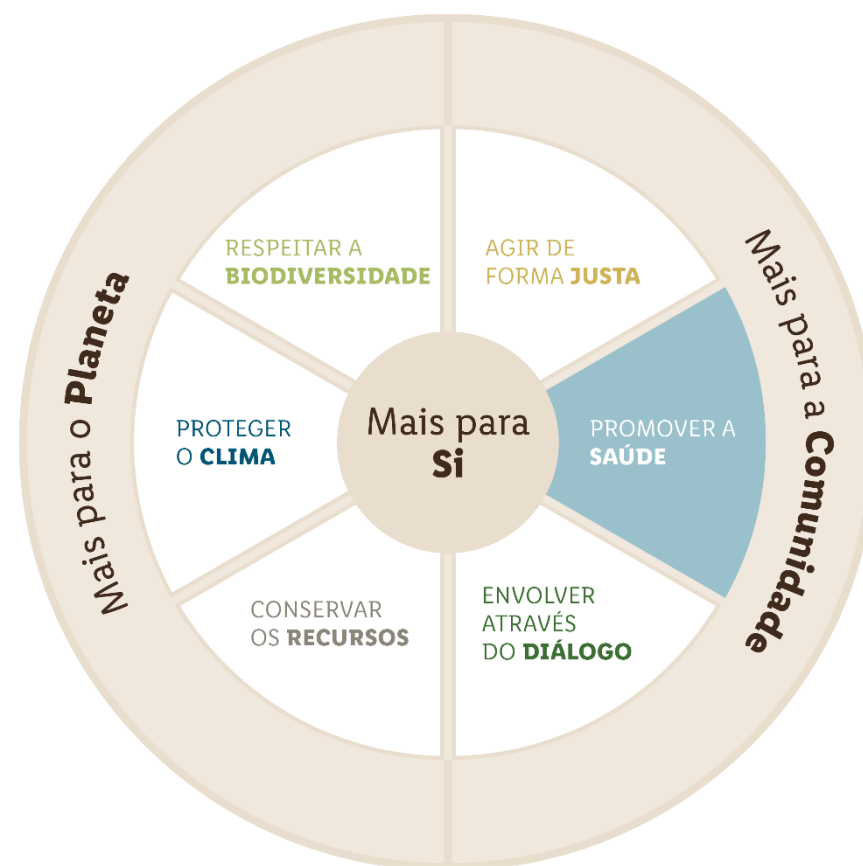 RESPEITAR A
BIODIVERSIDADE
AGIR DE
FORMA JUSTA
Mais para o Planeta
PROTEGER
O CLIMA
Mais para
Si
PROMOVER A
SAÚDE
Mais para a Comunidade
CONSERVAR
OS RECURSOS
ENVOLVER
ATRAVÉS
DO DIÁLOGO